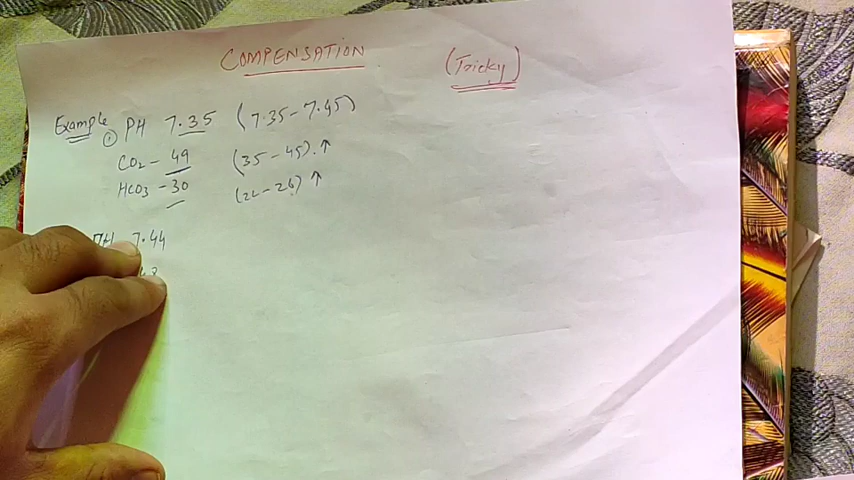 COMPENSATION (Tricky)
Example ① PH 7.35 (7.35-7.45)
CO2 - 49 (35-45). ↑
HCO3 - 30 (22-26) ↑
PH 7.44